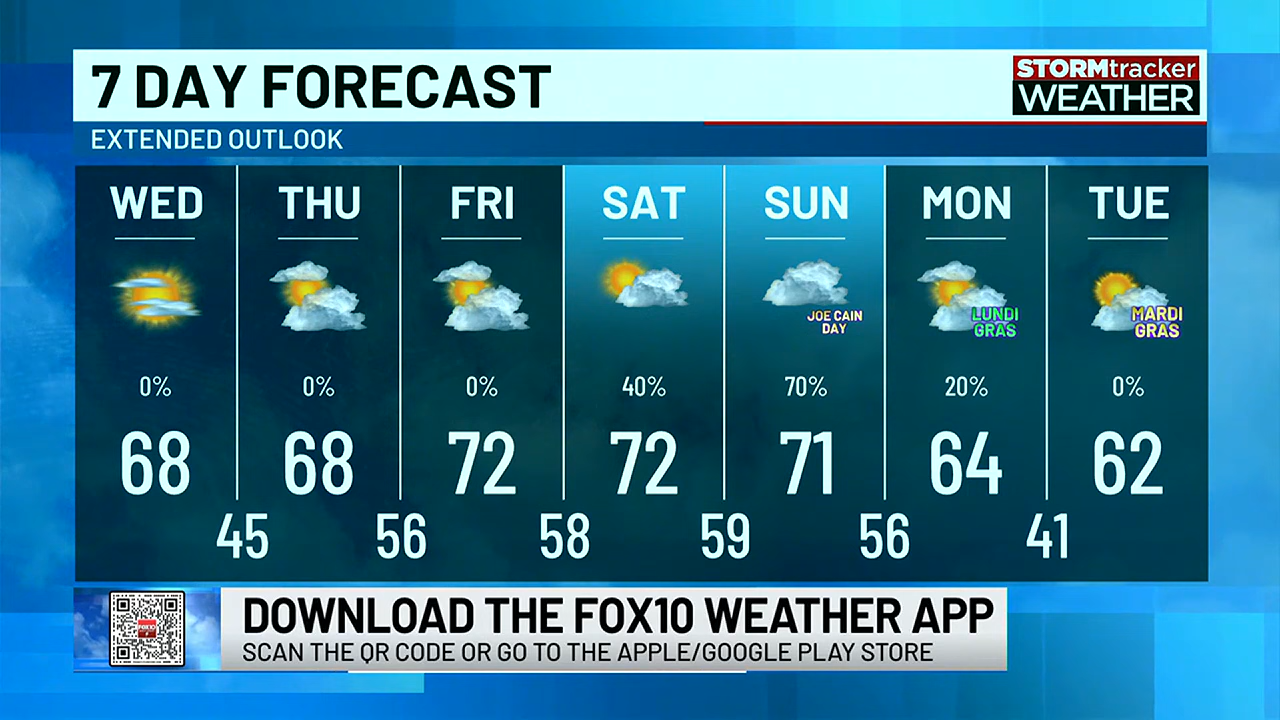 7 DAY FORECAST
STORMtracker
WEATHER
EXTENDED OUTLOOK
WED THU FRI SAT SUN MON TUE
JOE CAIN
DAY
LUNDI
GRAS
MARDI
GRAS
0% 0% 0% 40% 70% 20% 0%
68 68 72 72 71 64 62
45 56 58 59 56 41
FOX10
DOWNLOAD THE FOX10 WEATHER APP
SCAN THE QR CODE OR GO TO THE APPLE/GOOGLE PLAY STORE